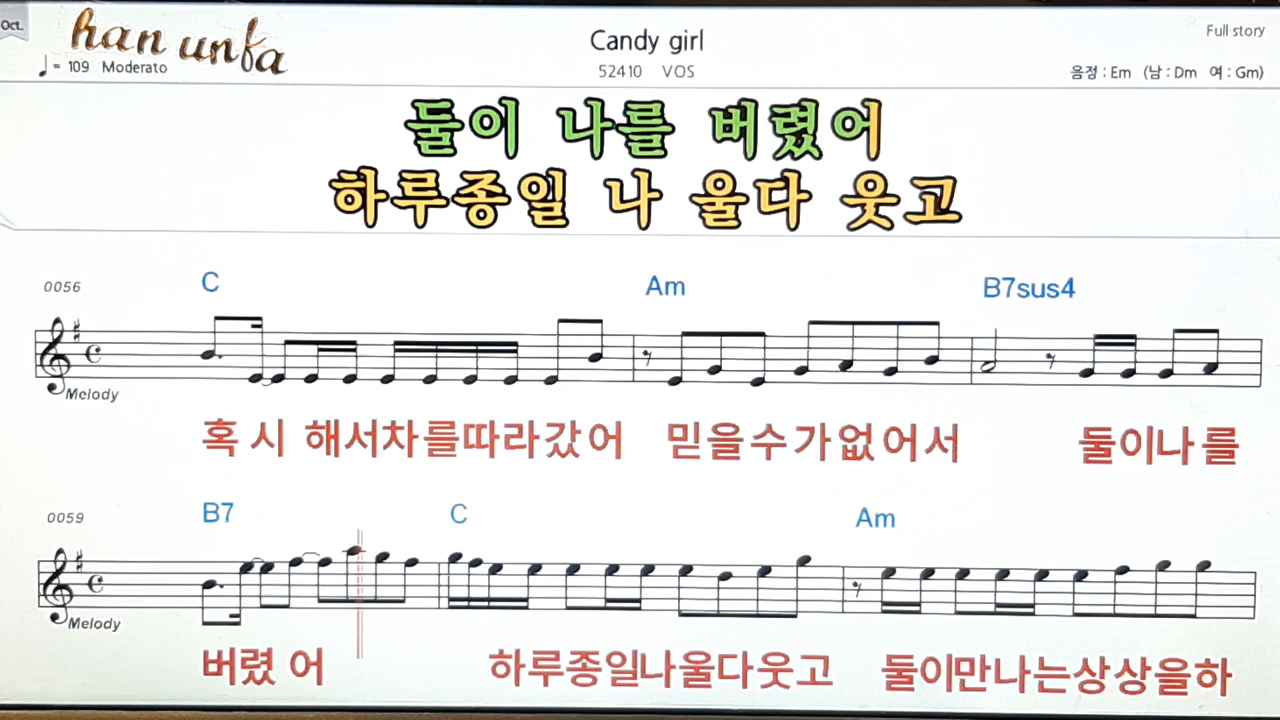 Oct.
han unfa
♩= 109 Moderato
Candy girl
52410 VOS
Full story
음정 : Em (남 : Dm 여 : Gm)
둘이 나를 버렸어
하루종일 나 울다 웃고
0056
C Am B7sus4
Melody
혹 시 해서차를따라갔어 믿을수가없어서 둘이나를
0059
B7 C Am
Melody
버렸 어 하루종일나울다웃고 둘이만나는상상을하